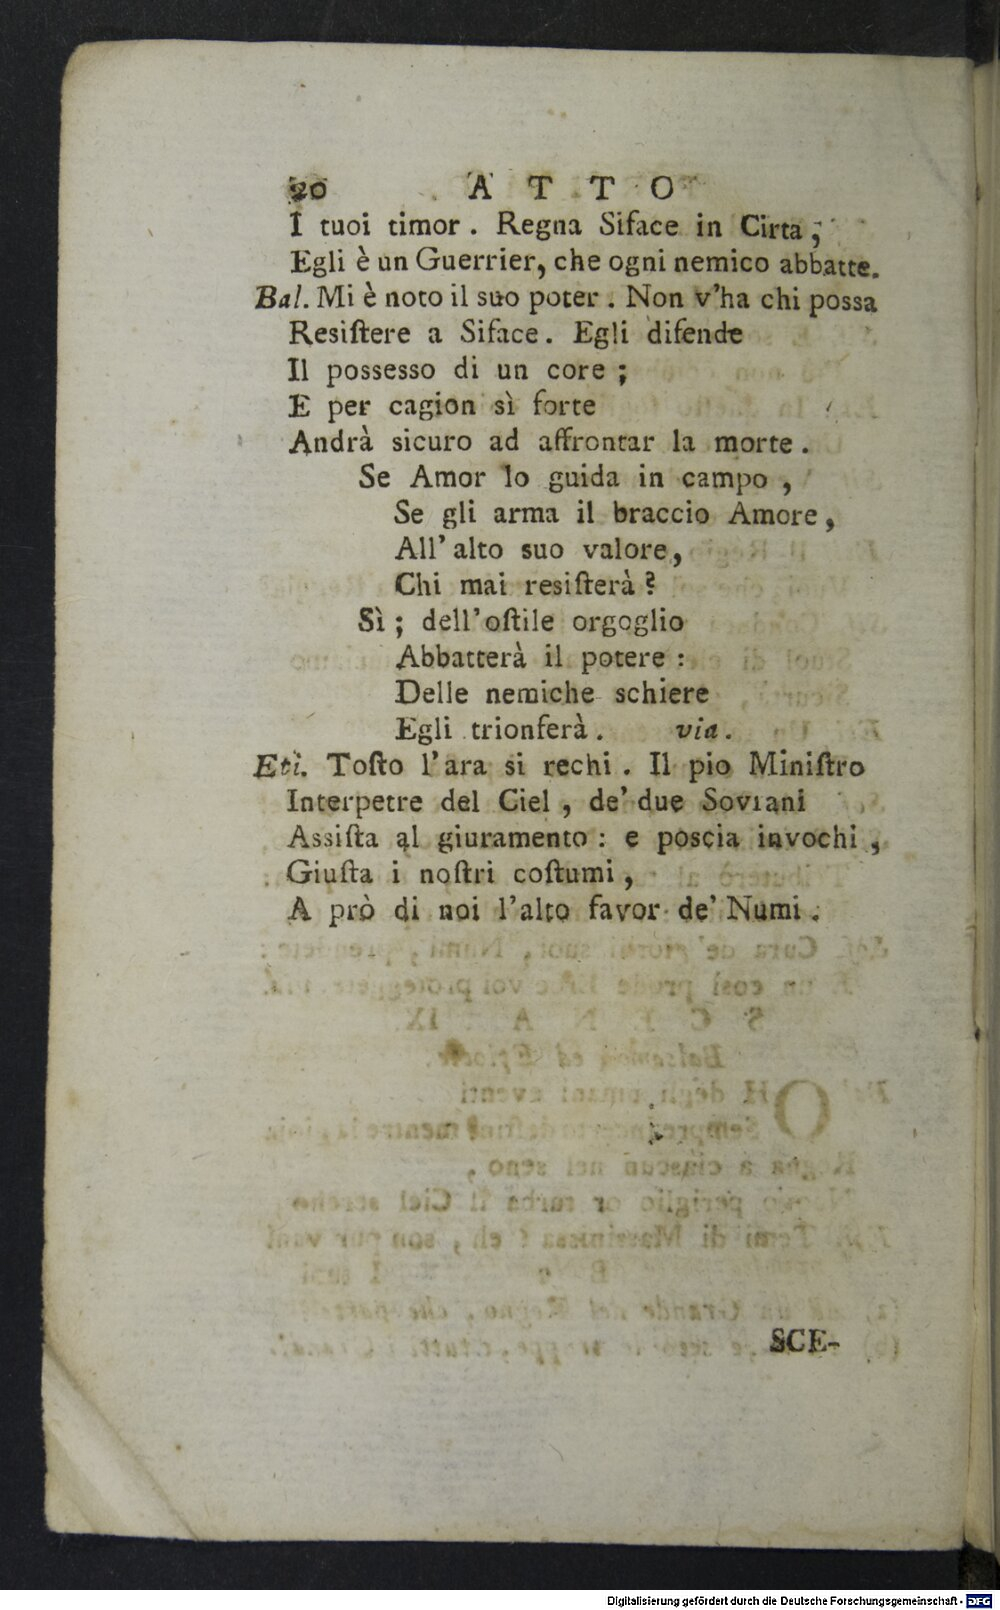 20 ATTO
I tuoi timor. Regna Siface in Cirta,
Egli è un Guerrier, che ogni nemico abbatte.
Bal. Mi è noto il suo poter. Non v'ha chi possa
Resiſtere a Siface. Egli difende
Il possesso di un core;
E per cagion sì forte
Andrà sicuro ad affrontar la morte.
Se Amor lo guida in campo,
Se gli arma il braccio Amore,
All'alto suo valore,
Chi mai resiſterà?
Sì; dell'oſtile orgoglio
Abbatterà il potere:
Delle nemiche schiere
Egli trionferà. via.
Eti. Toſto l'ara si rechi. Il pio Miniſtro
Interpetre del Ciel, de' due Sovrani
Assiſta al giuramento: e poscia invochi,
Giuſta i noſtri coſtumi,
A prò di noi l'alto favor de' Numi.
SCE-
Digitalisierung gefördert durch die Deutsche Forschungsgemeinschaft - DFG